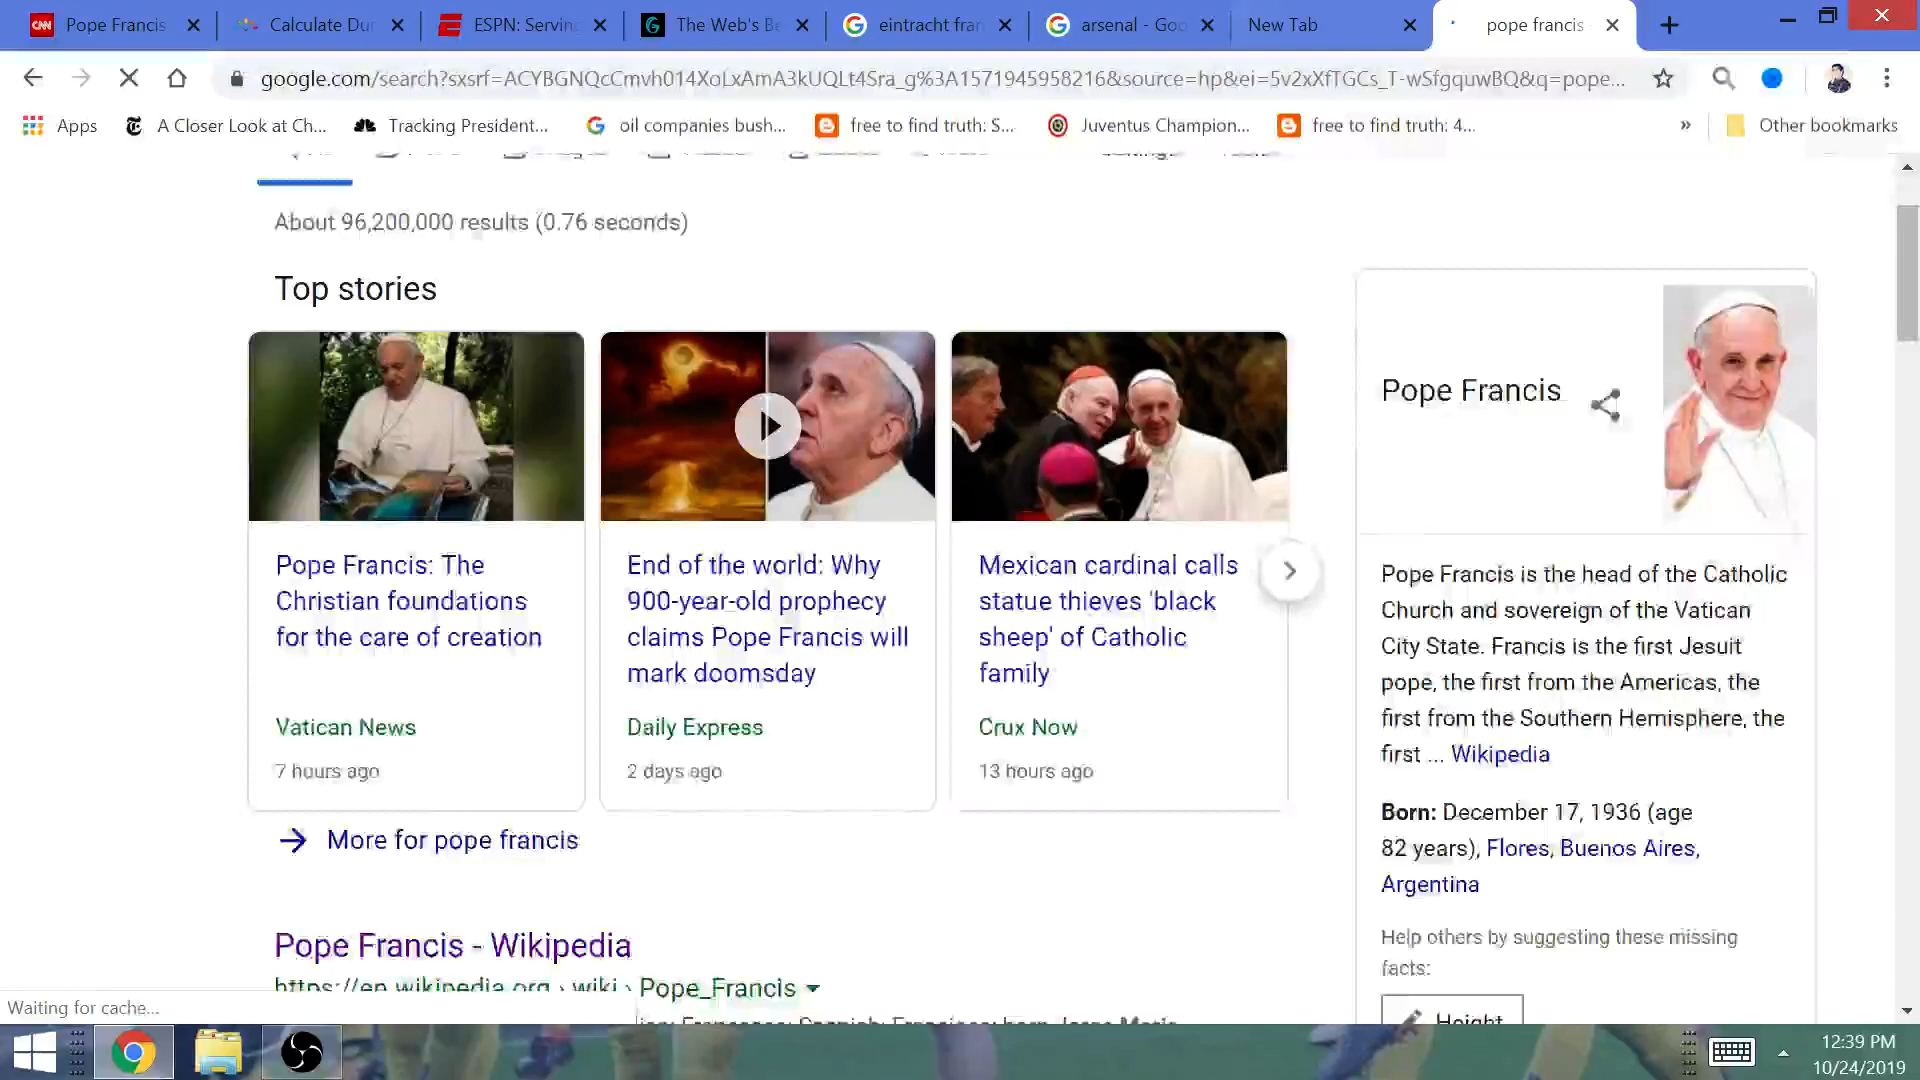 Pope Francis
Calculate Du
ESPN: Servin
The Web's Be
eintracht fran
arsenal - Goo
New Tab
pope francis
google.com/search?sxsrf=ACYBGNQcCmvh014XoLxAmA3kUQLt4Sra_g%3A1571945958216&source=hp&ei=5v2xXfTGCs_T-wSfgquwBQ&q=pope...
Apps
A Closer Look at Ch...
Tracking President...
oil companies bush...
free to find truth: S...
Juventus Champion...
free to find truth: 4...
»
Other bookmarks
About 96,200,000 results (0.76 seconds)
Top stories
Pope Francis: The
Christian foundations
for the care of creation
Vatican News
7 hours ago
End of the world: Why
900-year-old prophecy
claims Pope Francis will
mark doomsday
Daily Express
2 days ago
Mexican cardinal calls
statue thieves 'black
sheep' of Catholic
family
Crux Now
13 hours ago
More for pope francis
Pope Francis - Wikipedia
https://en.wikipedia.org › wiki › Pope_Francis
Pope Francis
Pope Francis is the head of the Catholic
Church and sovereign of the Vatican
City State. Francis is the first Jesuit
pope, the first from the Americas, the
first from the Southern Hemisphere, the
first ... Wikipedia
Born: December 17, 1936 (age
82 years), Flores, Buenos Aires,
Argentina
Help others by suggesting these missing
facts:
Height
Waiting for cache...
12:39 PM
10/24/2019